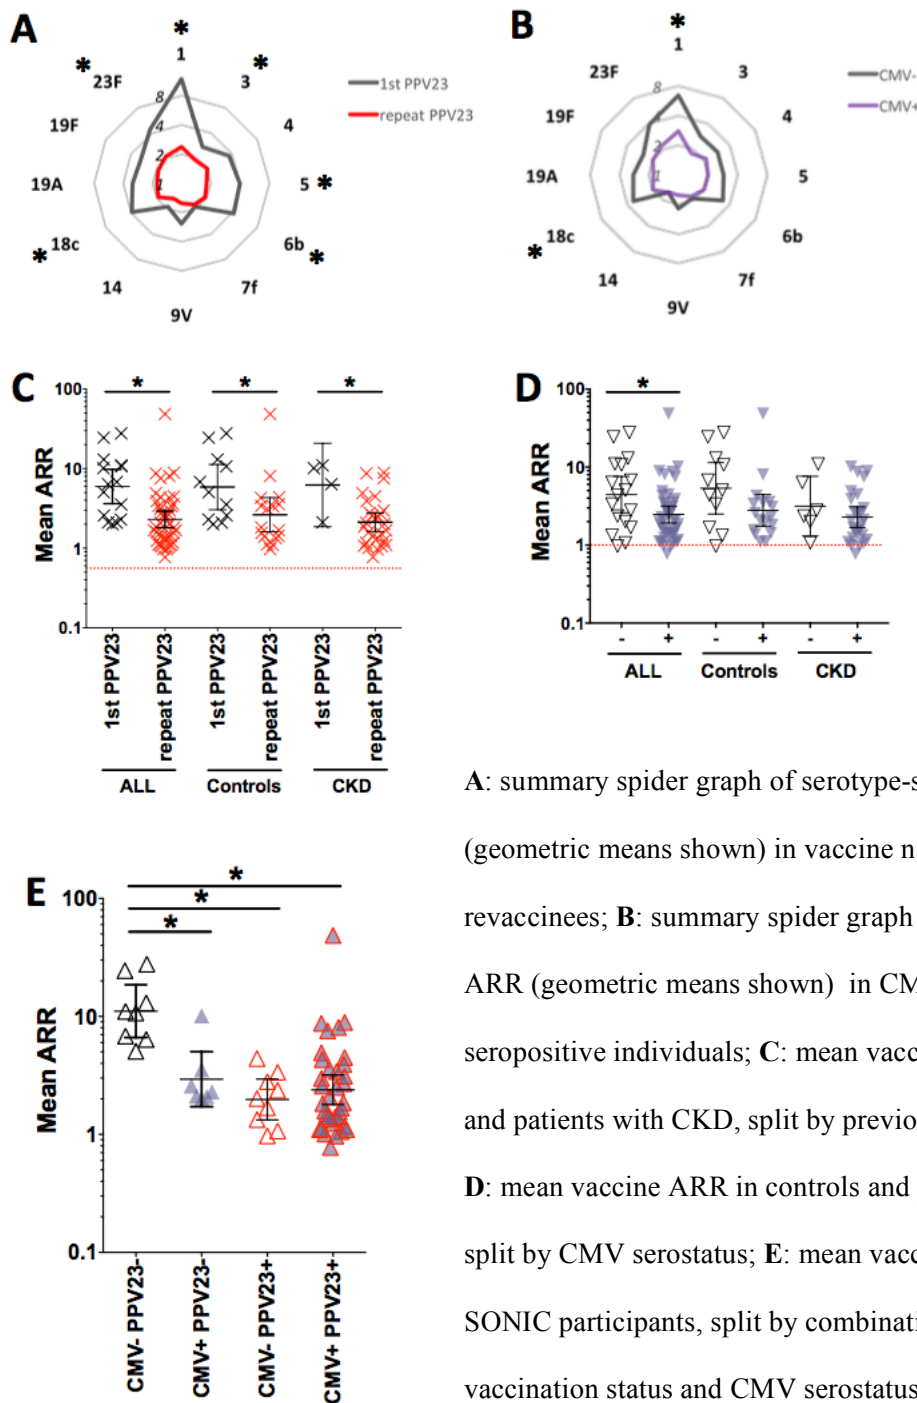 A
*
1
* 23F
3 *
19F
4
19A
5 *
* 18c
6b *
14
7f
9V
8
4
2
1
1st PPV23
repeat PPV23
B
*
1
23F
3
19F
4
19A
5
* 18c
6b
14
7f
9V
8
2
1
CMV-
CMV+
C
Mean ARR
100
10
1
0.1
* * *
1st PPV23
repeat PPV23
1st PPV23
repeat PPV23
1st PPV23
repeat PPV23
ALL Controls CKD
D
Mean ARR
100
10
1
0.1
*
- + - + - +
ALL Controls CKD
E
Mean ARR
100
10
1
0.1
*
*
*
CMV- PPV23-
CMV+ PPV23-
CMV- PPV23+
CMV+ PPV23+
A: summary spider graph of serotype-s
(geometric means shown) in vaccine n
revaccinees; B: summary spider graph
ARR (geometric means shown) in CM
seropositive individuals; C: mean vacc
and patients with CKD, split by previo
D: mean vaccine ARR in controls and
split by CMV serostatus; E: mean vacc
SONIC participants, split by combinati
vaccination status and CMV serostatus